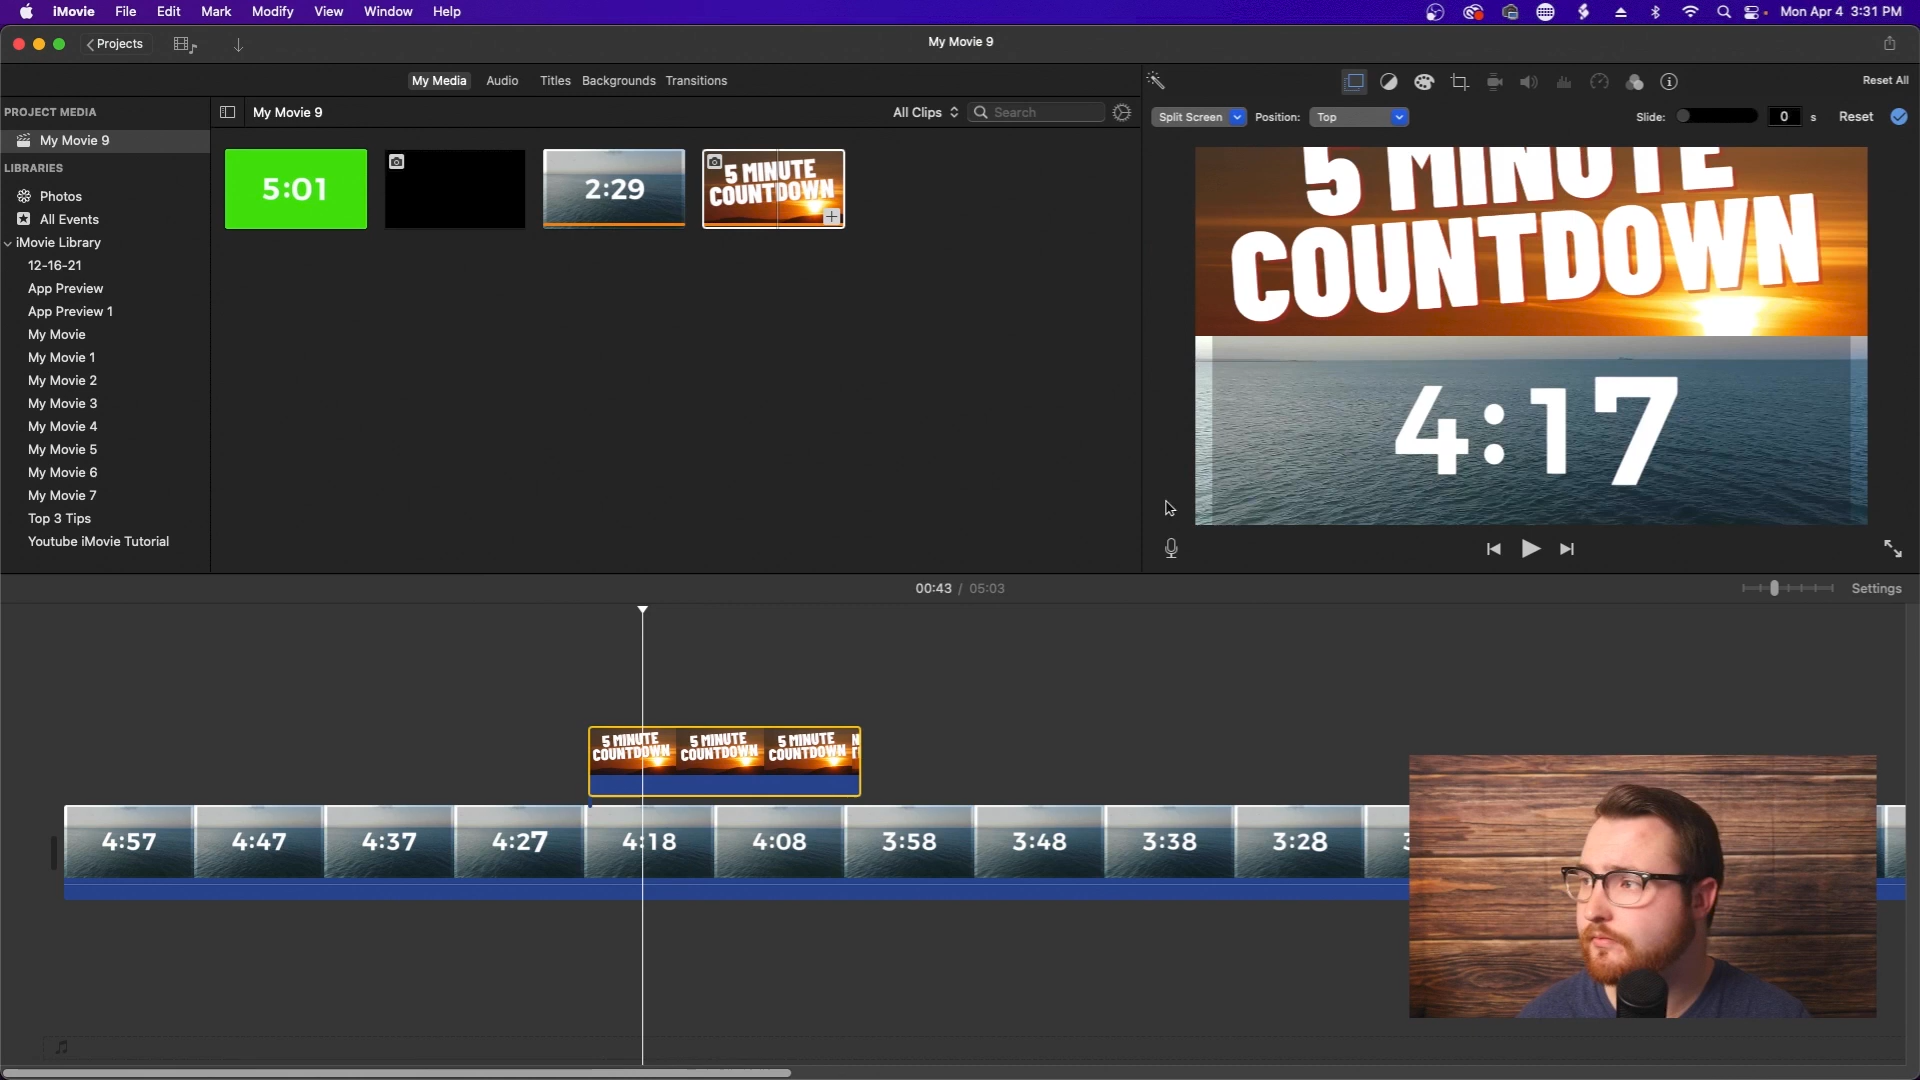 iMovie File Edit Mark Modify View Window Help
Mon Apr 4 3:31 PM
Projects
My Movie 9
My Media Audio Titles Backgrounds Transitions
Reset All
PROJECT MEDIA
My Movie 9
LIBRARIES
Photos
All Events
iMovie Library
12-16-21
App Preview
App Preview 1
My Movie
My Movie 1
My Movie 2
My Movie 3
My Movie 4
My Movie 5
My Movie 6
My Movie 7
Top 3 Tips
Youtube iMovie Tutorial
My Movie 9
All Clips
Search
5:01
2:29
5 MINUTE
COUNTDOWN
Split Screen Position: Top
Slide: 0 s Reset
5 MINUTE
COUNTDOWN
4:17
00:43 / 05:03
Settings
5 MINUTE
COUNTDOWN
5 MINUTE
COUNTDOWN
5 MINUTE
COUNTDOWN
4:57 4:47 4:37 4:27 4:18 4:08 3:58 3:48 3:38 3:28